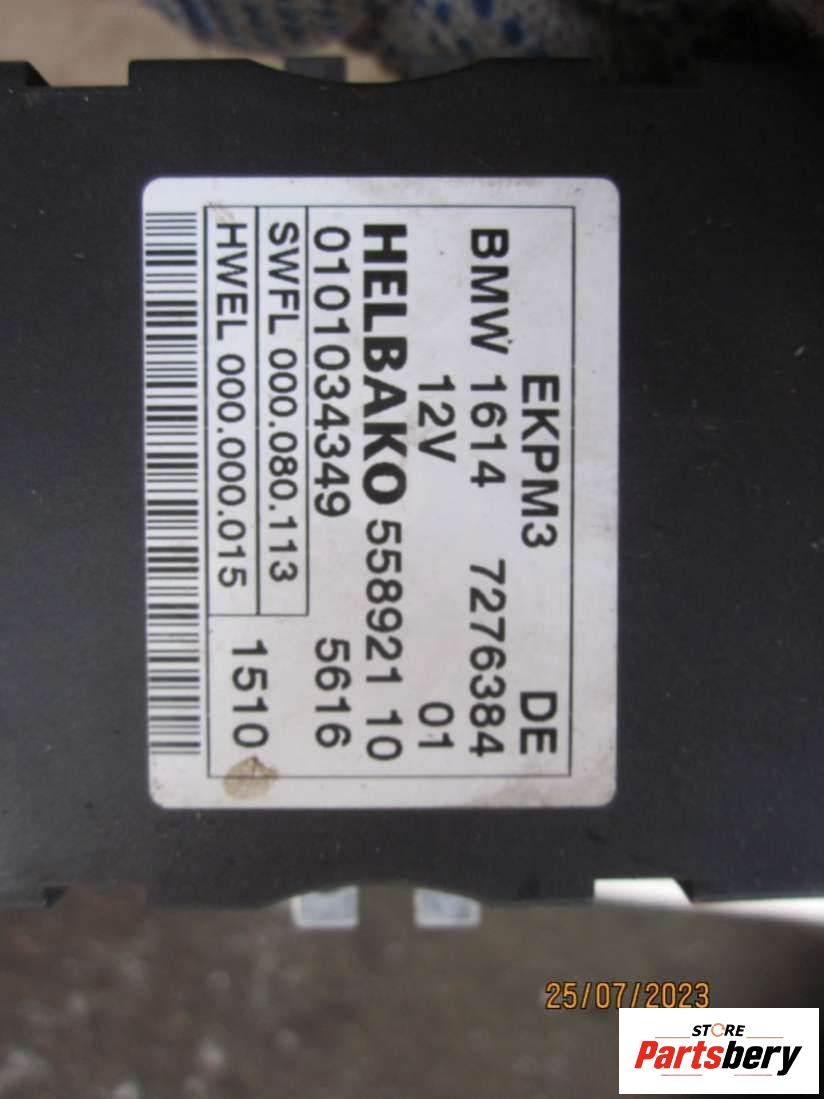 EKPM3 DE
BMW 1614 7276384
12V 01
HELBAKO 558921 10
0101034349 5616
SWFL 000.080.113
HWEL 000.000.015 1510
25/07/2023
STORE
Partsbery